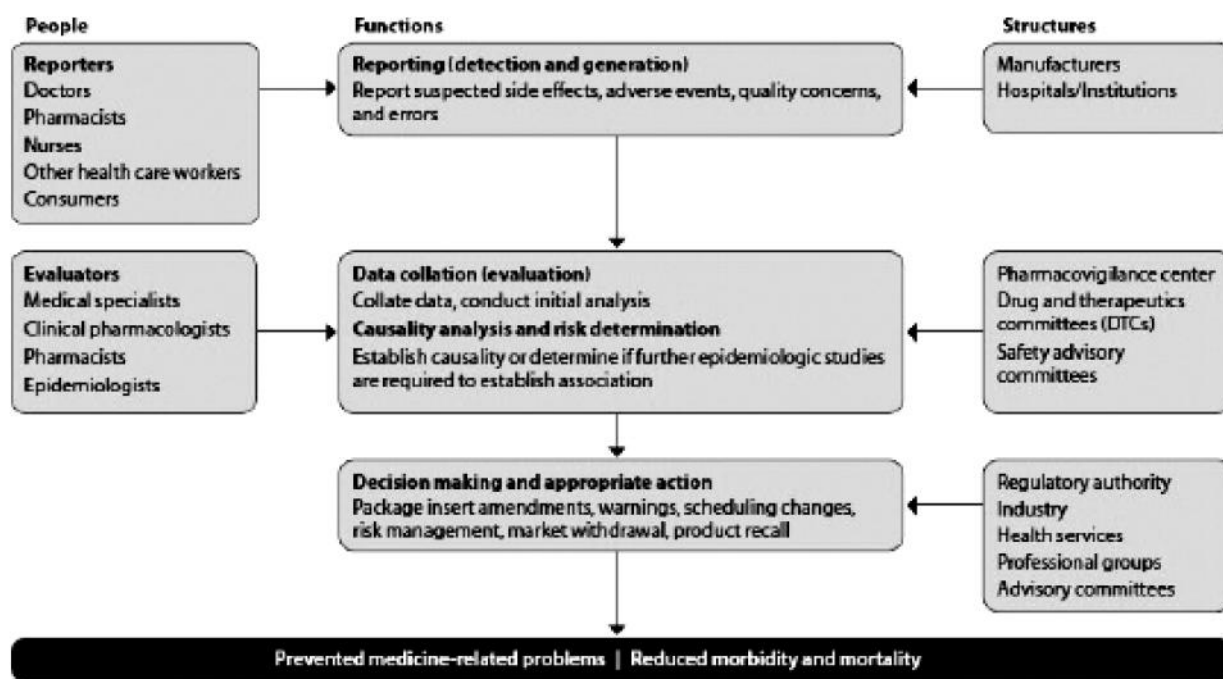 People
Functions
Structures
Reporters
Doctors
Pharmacists
Nurses
Other health care workers
Consumers
Reporting (detection and generation)
Report suspected side effects, adverse events, quality concerns,
and errors
Manufacturers
Hospitals/Institutions
Evaluators
Medical specialists
Clinical pharmacologists
Pharmacists
Epidemiologists
Data collation (evaluation)
Collate data, conduct initial analysis
Causality analysis and risk determination
Establish causality or determine if further epidemiologic studies
are required to establish association
Pharmacovigilance center
Drug and therapeutics
committees (DTCs)
Safety advisory
committees
Decision making and appropriate action
Package insert amendments, warnings, scheduling changes,
risk management, market withdrawal, product recall
Regulatory authority
Industry
Health services
Professional groups
Advisory committees
Prevented medicine-related problems | Reduced morbidity and mortality